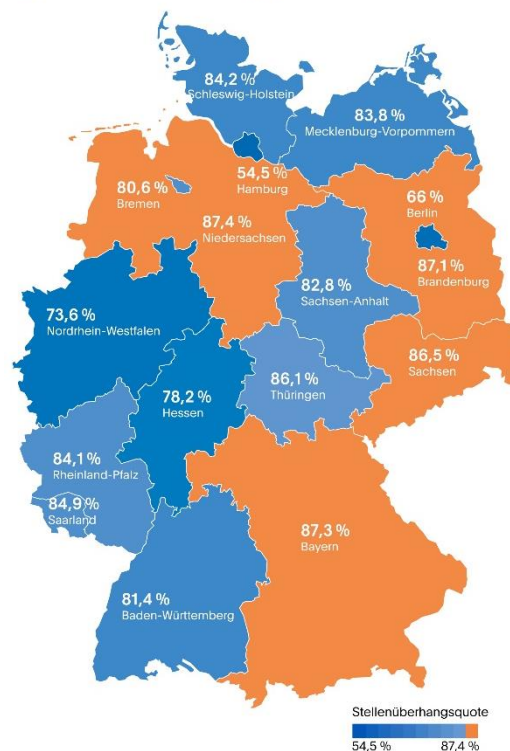 84,2 %
Schleswig-Holstein
83,8 %
Mecklenburg-Vorpommern
54,5 %
Hamburg
80,6 %
Bremen
66 %
Berlin
87,4 %
Niedersachsen
87,1 %
Brandenburg
82,8 %
Sachsen-Anhalt
73,6 %
Nordrhein-Westfalen
86,5 %
Sachsen
86,1 %
Thüringen
78,2 %
Hessen
84,1 %
Rheinland-Pfalz
84,9 %
Saarland
87,3 %
Bayern
81,4 %
Baden-Württemberg
Stellenüberhangsquote
54,5 % 87,4 %